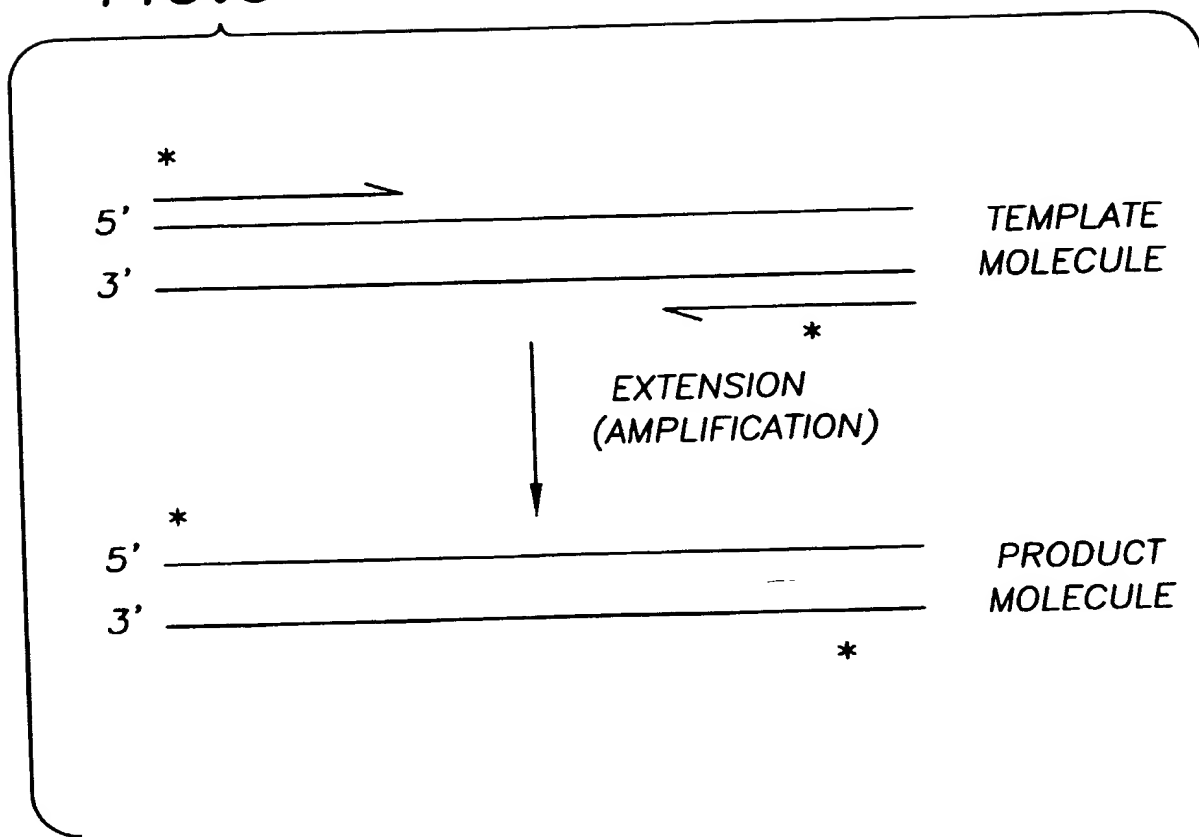 *
5'
3'
TEMPLATE
MOLECULE
*
EXTENSION
(AMPLIFICATION)
*
5'
3'
PRODUCT
MOLECULE
*